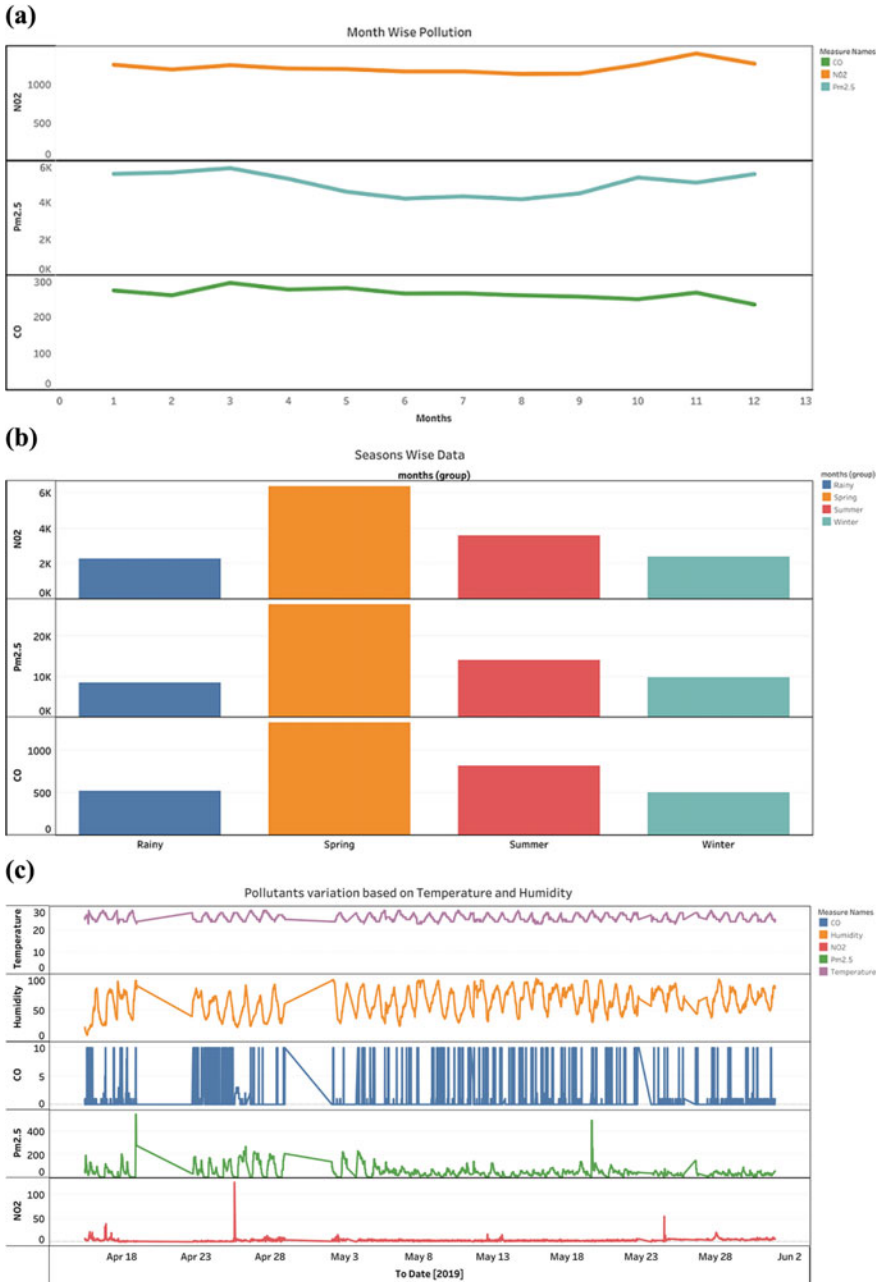 (a)
Month Wise Pollution
Measure Names
CO
N02
Pm2.5
N02
1000
500
0
Pm2.5
6K
4K
2K
0K
CO
300
200
100
0
0 1 2 3 4 5 6 7 8 9 10 11 12 13
Months
(b)
Seasons Wise Data
months (group)
months (group)
Rainy
Spring
Summer
Winter
N02
6K
4K
2K
0K
Pm2.5
20K
10K
0K
CO
1000
500
0
Rainy Spring Summer Winter
(c)
Pollutants variation based on Temperature and Humidity
Measure Names
CO
Humidity
NO2
Pm2.5
Temperature
Temperature
30
20
10
0
Humidity
100
50
0
CO
10
5
0
Pm2.5
400
200
0
NO2
100
50
0
Apr 18 Apr 23 Apr 28 May 3 May 8 May 13 May 18 May 23 May 28 Jun 2
To Date [2019]